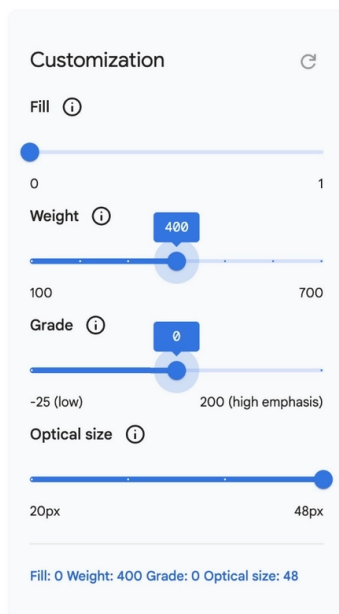 Customization
Fill
0 1
Weight
400
100 700
Grade
0
-25 (low) 200 (high emphasis)
Optical size
20px 48px
Fill: 0 Weight: 400 Grade: 0 Optical size: 48